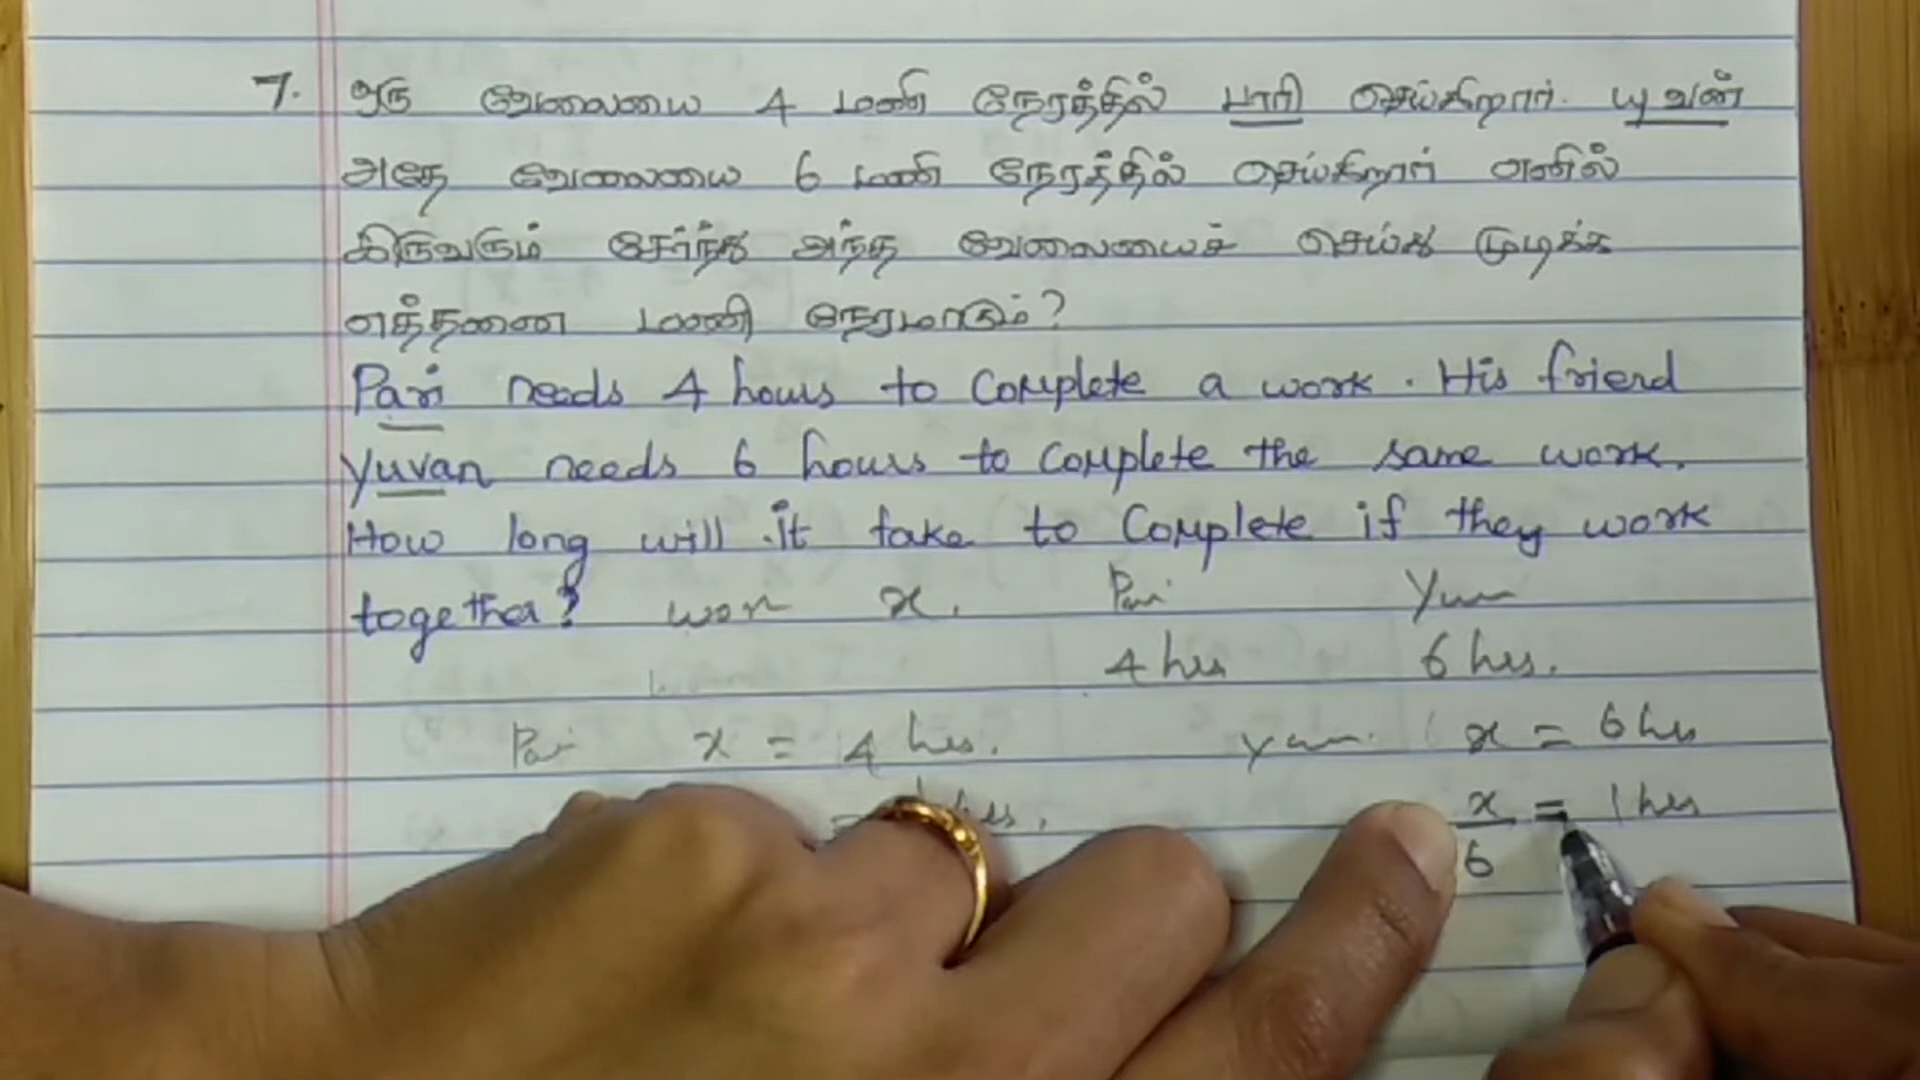 7. ஒரு வேலையை 4 மணி நேரத்தில் பாரி செய்கிறார். யுவன்
அதே வேலையை 6 மணி நேரத்தில் செய்கிறார் எனில்
இருவரும் சேர்ந்து அந்த வேலையைச் செய்து முடிக்க
எத்தனை மணி நேரமாகும்?
Pari needs 4 hours to Complete a work. His friend
Yuvan needs 6 hours to Complete the same work.
How long will it take to Complete if they work
together? work x. Pari Yuvan
4 hrs 6 hrs.
Pari x = 4 hrs. Yuvan x = 6 hrs
= 1 hrs. x/6 = 1 hrs